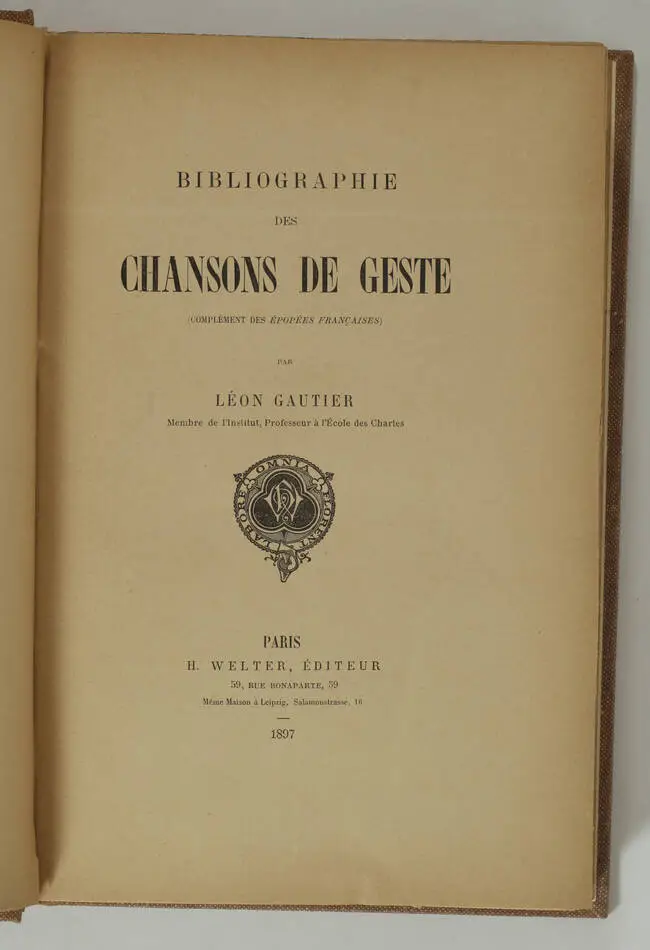 BIBLIOGRAPHIE
DES
CHANSONS DE GESTE
(COMPLÉMENT DES ÉPOPÉES FRANÇAISES)
PAR
LÉON GAUTIER
Membre de l'Institut, Professeur à l'École des Chartes
LABORE OMNIA FLORENT
PARIS
H. WELTER, ÉDITEUR
59, RUE BONAPARTE, 59
Même Maison à Leipzig, Salamonstrasse, 16
1897